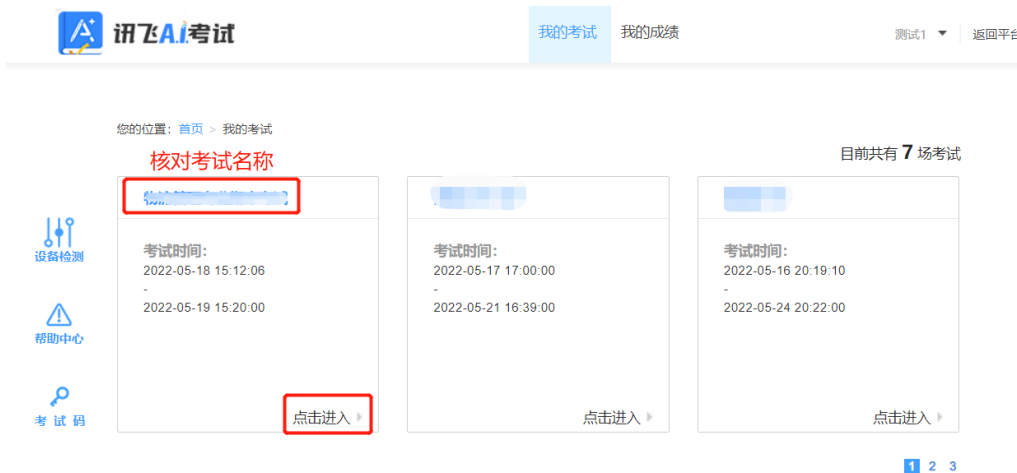 讯飞A.I.考试
我的考试 我的成绩
测试1
返回平台
您的位置：首页 > 我的考试
核对考试名称
目前共有 7 场考试
考试时间：
2022-05-18 15:12:06
-
2022-05-19 15:20:00
点击进入
考试时间：
2022-05-17 17:00:00
-
2022-05-21 16:39:00
点击进入
考试时间：
2022-05-16 20:19:10
-
2022-05-24 20:22:00
点击进入
设备检测
帮助中心
考 试 码
1 2 3